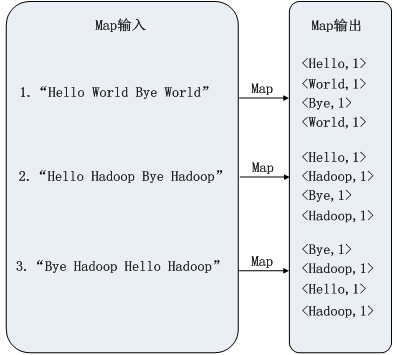 Map输入
Map输出
1. “Hello World Bye World”
Map
<Hello,1>
<World,1>
<Bye,1>
<World,1>
2. “Hello Hadoop Bye Hadoop”
Map
<Hello,1>
<Hadoop,1>
<Bye,1>
<Hadoop,1>
3. “Bye Hadoop Hello Hadoop”
Map
<Bye,1>
<Hadoop,1>
<Hello,1>
<Hadoop,1>